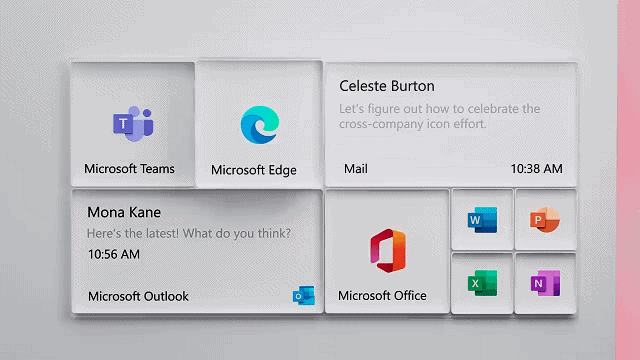 Celeste Burton
Let's figure out how to celebrate the
cross-company icon effort.
T
Microsoft Teams
Microsoft Edge
Mail
10:38 AM
Mona Kane
Here's the latest! What do you think?
10:56 AM
Microsoft Outlook
O
Microsoft Office
W
P
X
N